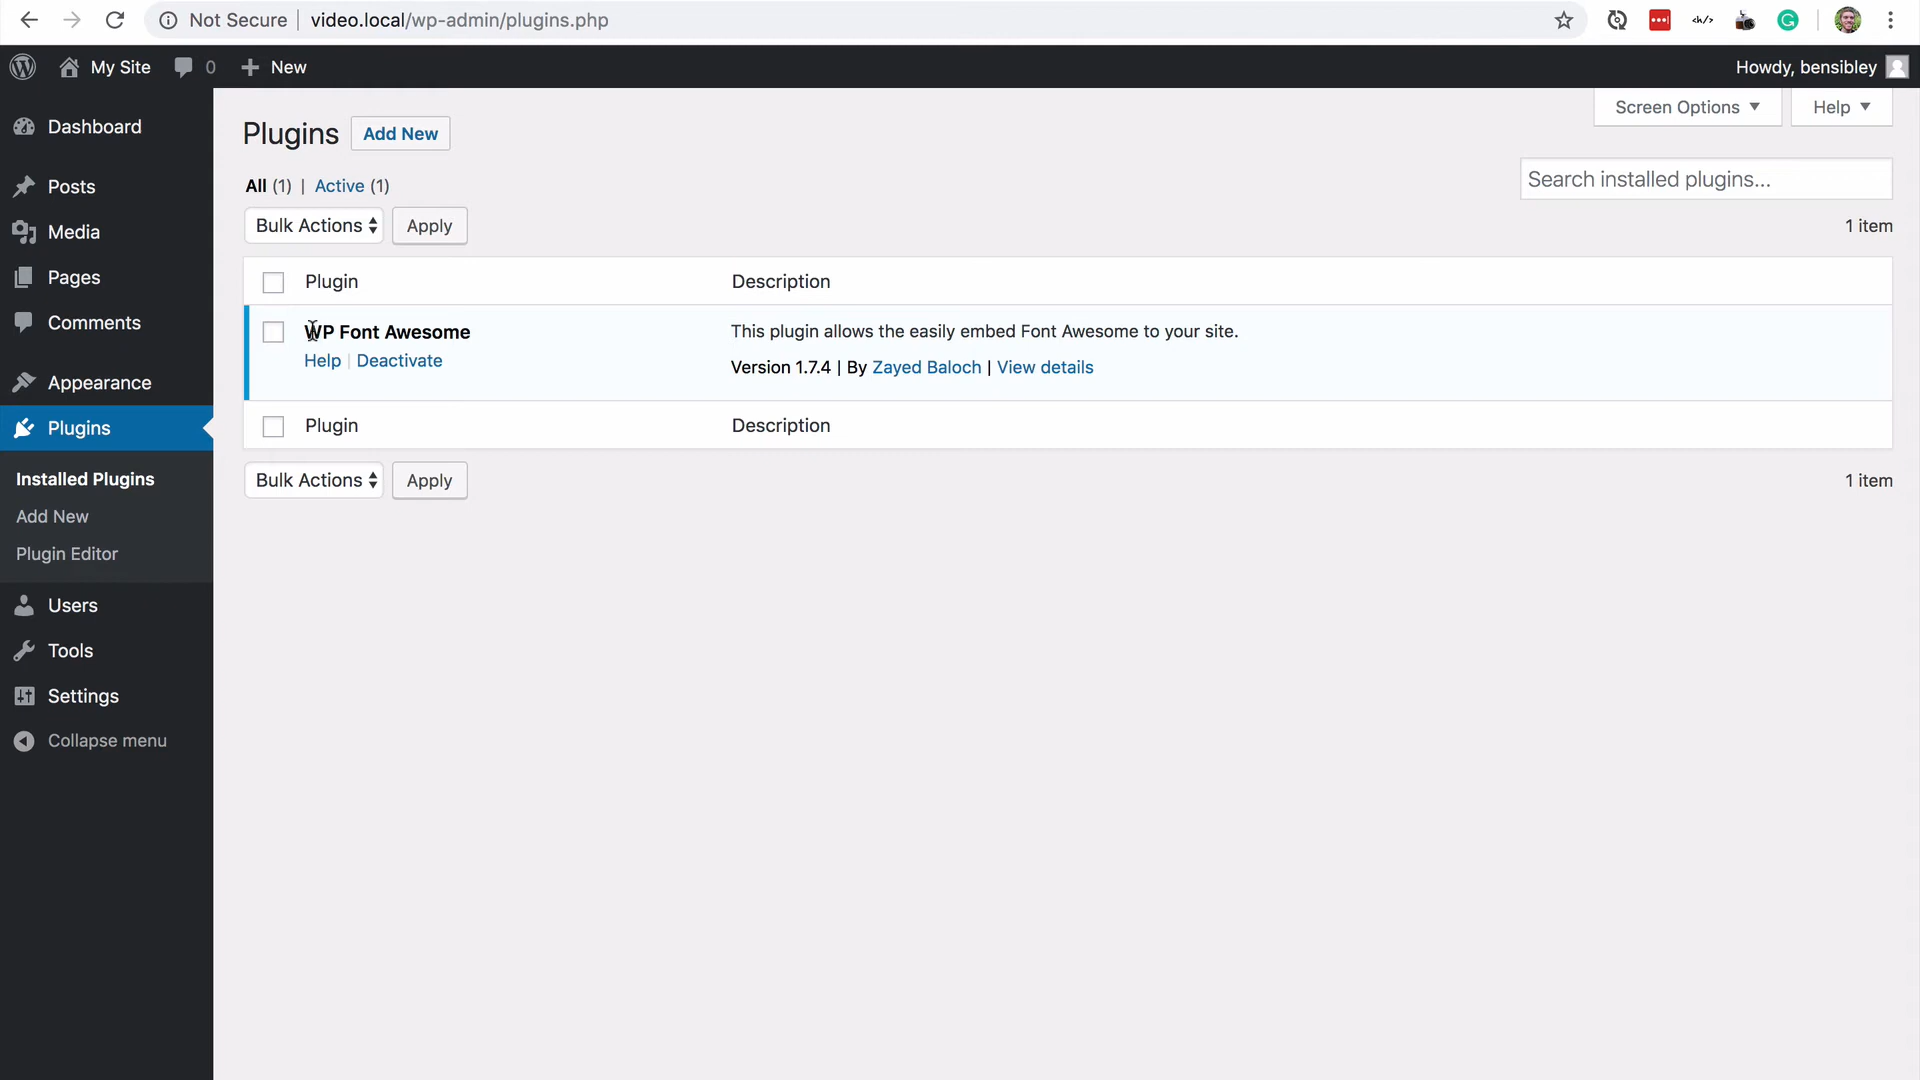 Not Secure | video.local/wp-admin/plugins.php
My Site 0 New
Howdy, bensibley
Dashboard
Posts
Media
Pages
Comments
Appearance
Plugins
Installed Plugins
Add New
Plugin Editor
Users
Tools
Settings
Collapse menu
Screen Options Help
Plugins Add New
All (1) | Active (1)
Search installed plugins...
Bulk Actions Apply
1 item
Plugin Description
WP Font Awesome
Help | Deactivate
This plugin allows the easily embed Font Awesome to your site.
Version 1.7.4 | By Zayed Baloch | View details
Plugin Description
Bulk Actions Apply
1 item